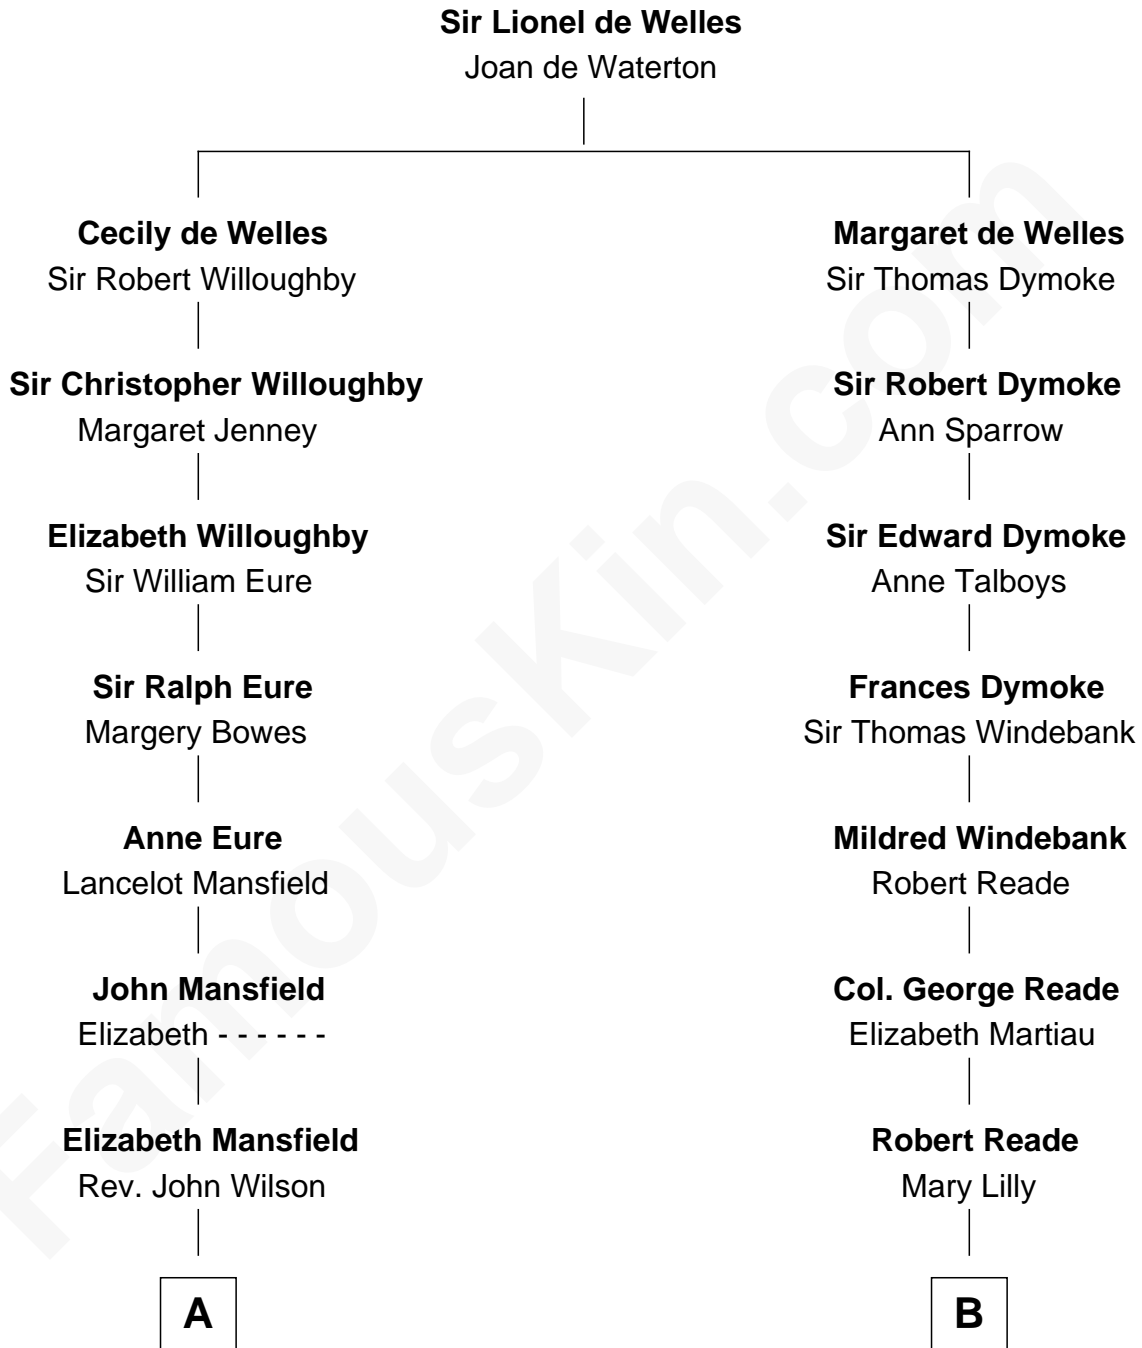 Sir Lionel de Welles
Joan de Waterton
Cecily de Welles
Sir Robert Willoughby
Sir Christopher Willoughby
Margaret Jenney
Elizabeth Willoughby
Sir William Eure
Sir Ralph Eure
Margery Bowes
Anne Eure
Lancelot Mansfield
John Mansfield
Elizabeth - - - - - -
Elizabeth Mansfield
Rev. John Wilson
A
Margaret de Welles
Sir Thomas Dymoke
Sir Robert Dymoke
Ann Sparrow
Sir Edward Dymoke
Anne Talboys
Frances Dymoke
Sir Thomas Windebank
Mildred Windebank
Robert Reade
Col. George Reade
Elizabeth Martiau
Robert Reade
Mary Lilly
B
FamousKin.com